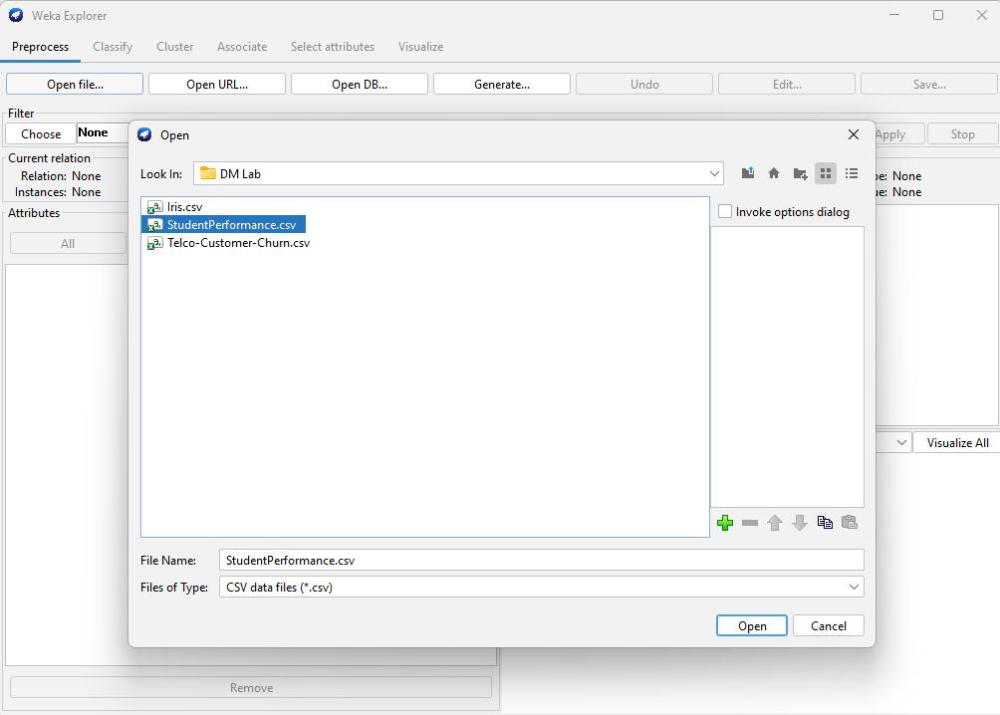 Weka Explorer
Preprocess Classify Cluster Associate Select attributes Visualize
Open file... Open URL... Open DB... Generate... Undo Edit... Save...
Filter
Choose None Apply Stop
Current relation
Relation: None
Instances: None
None
None
Attributes
All
Visualize All
Remove
Open
Look In: DM Lab
Iris.csv
StudentPerformance.csv
Telco-Customer-Churn.csv
Invoke options dialog
File Name: StudentPerformance.csv
Files of Type: CSV data files (*.csv)
Open Cancel